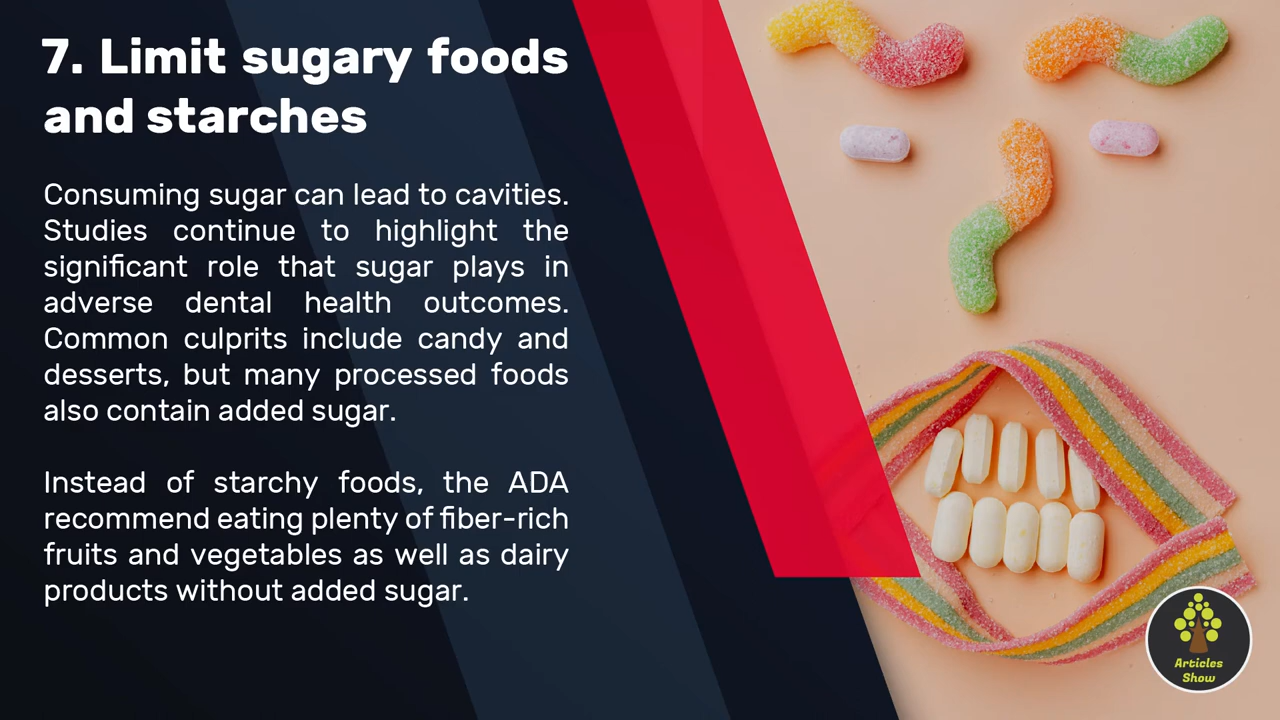 7. Limit sugary foods
and starches
Consuming sugar can lead to cavities.
Studies continue to highlight the
significant role that sugar plays in
adverse dental health outcomes.
Common culprits include candy and
desserts, but many processed foods
also contain added sugar.
Instead of starchy foods, the ADA
recommend eating plenty of fiber-rich
fruits and vegetables as well as dairy
products without added sugar.
Articles
Show